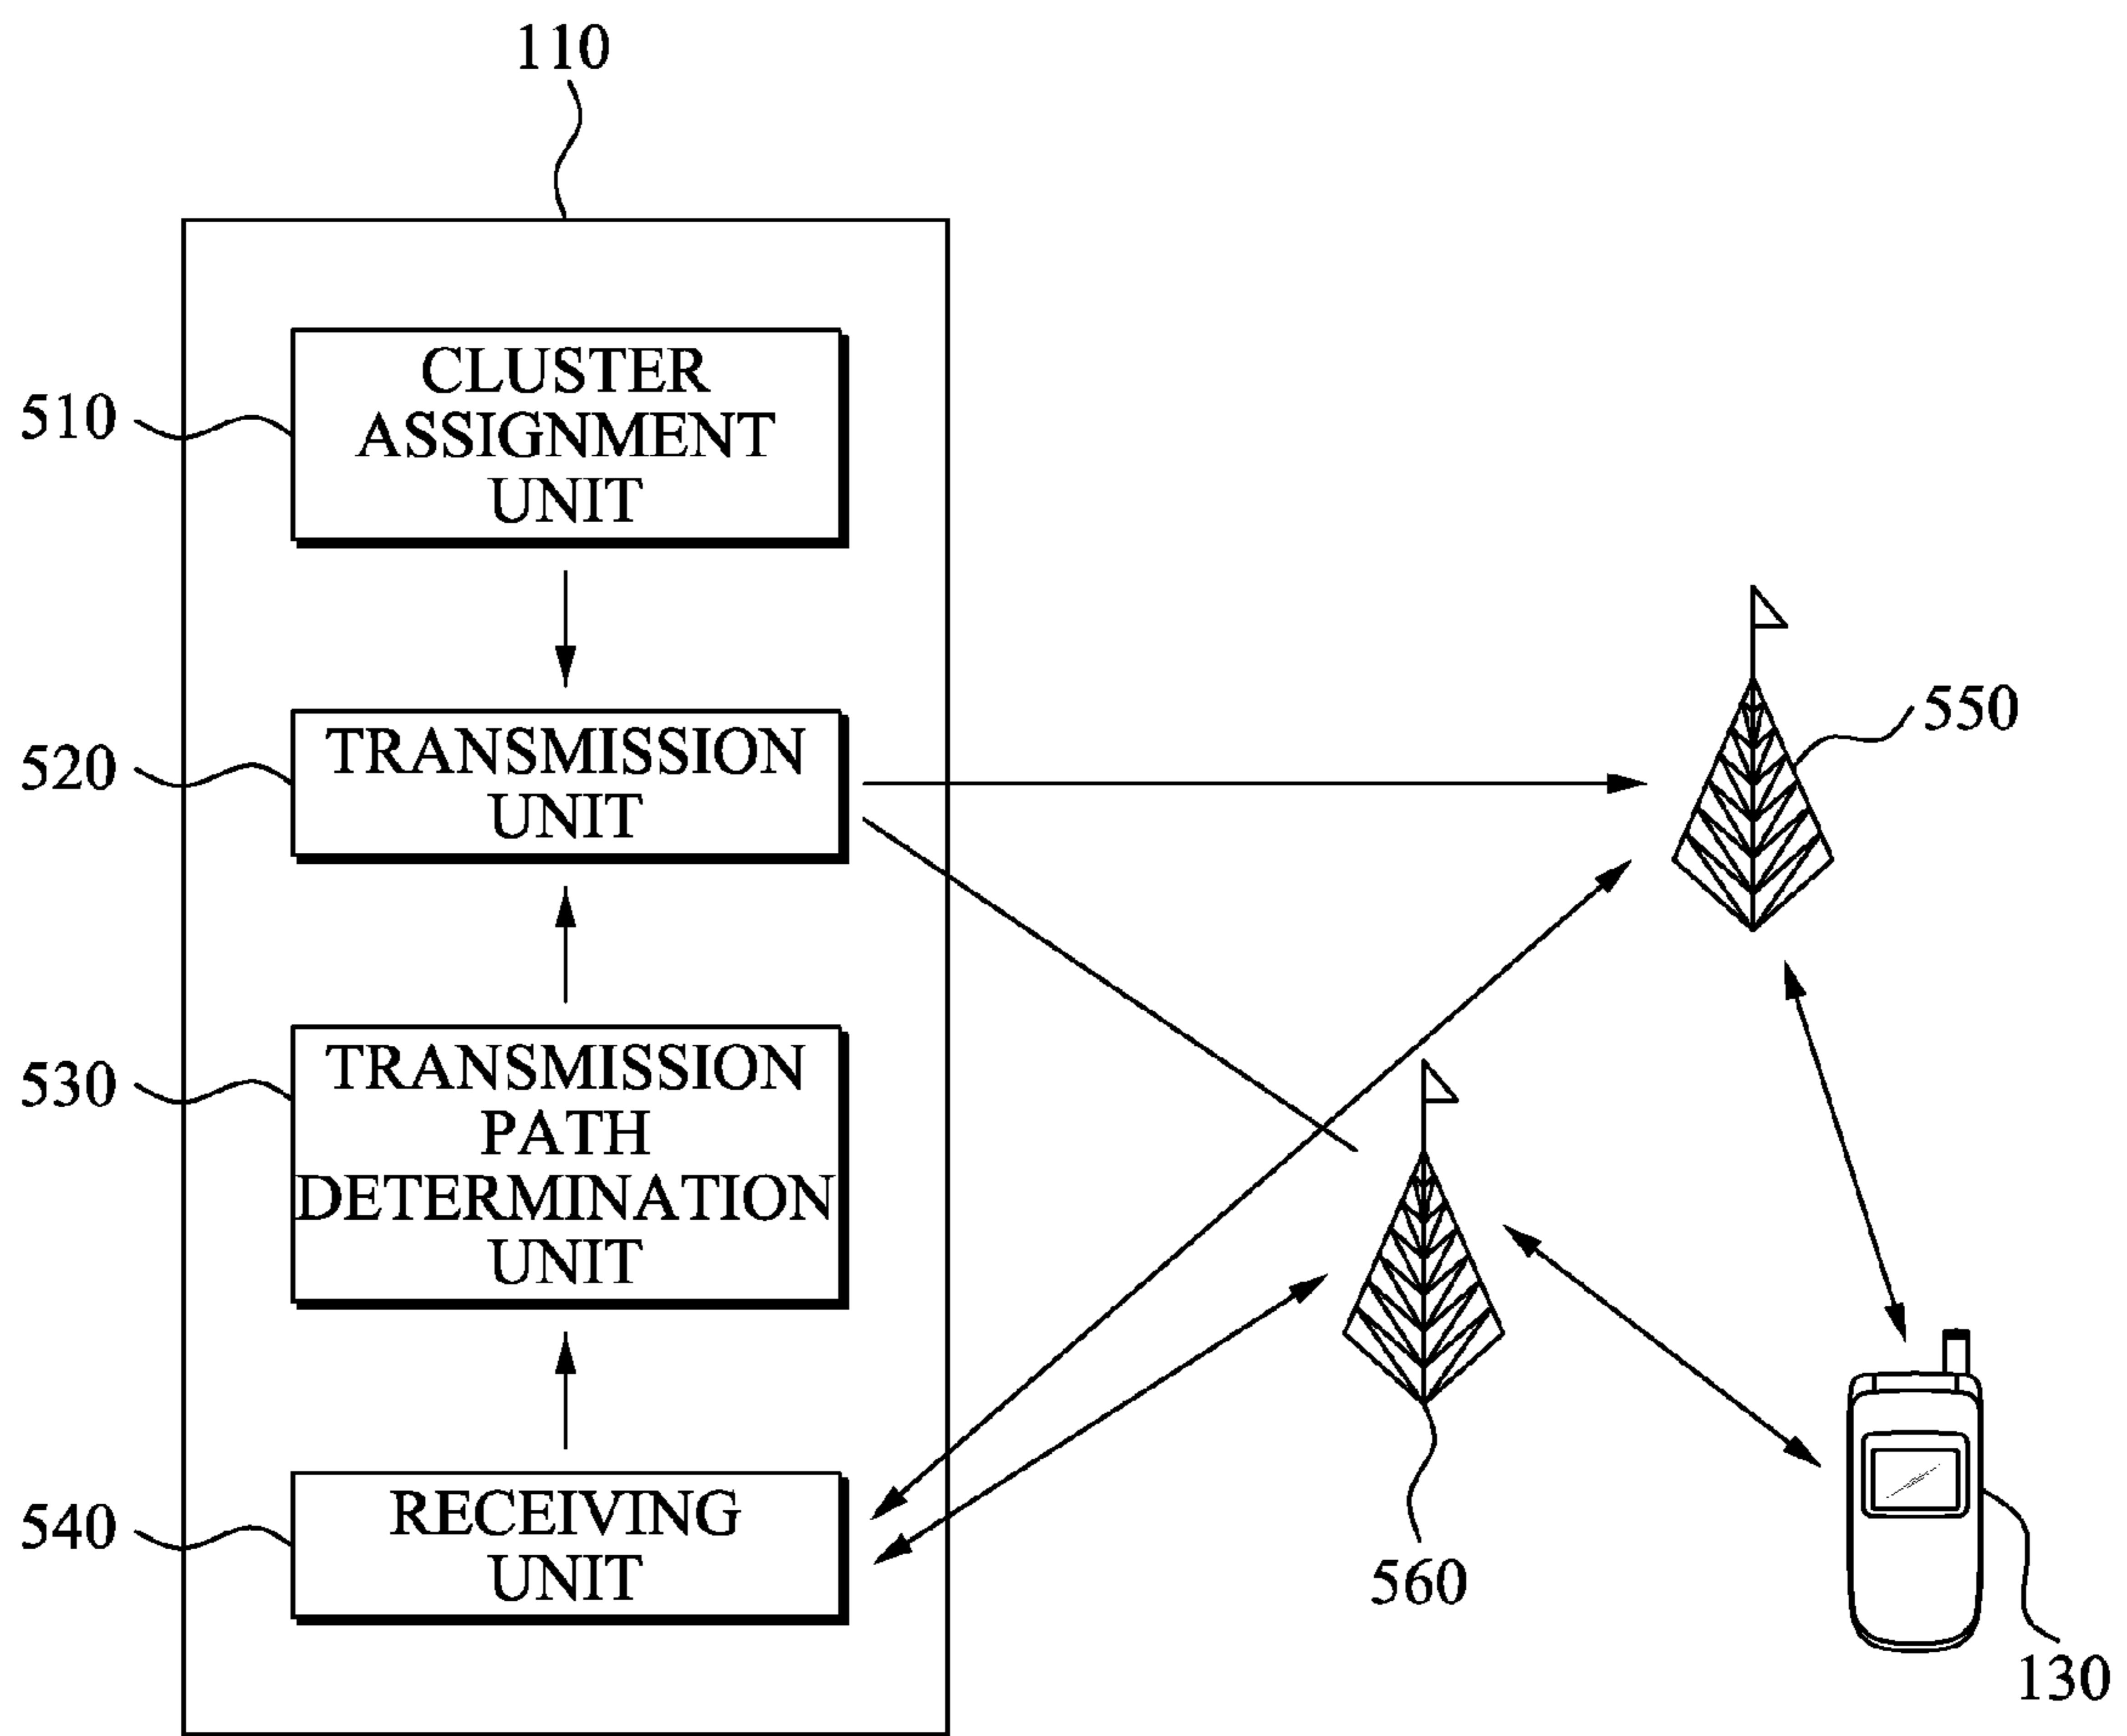 110
510
CLUSTER
ASSIGNMENT
UNIT
520
TRANSMISSION
UNIT
550
530
TRANSMISSION
PATH
DETERMINATION
UNIT
540
RECEIVING
UNIT
560
130